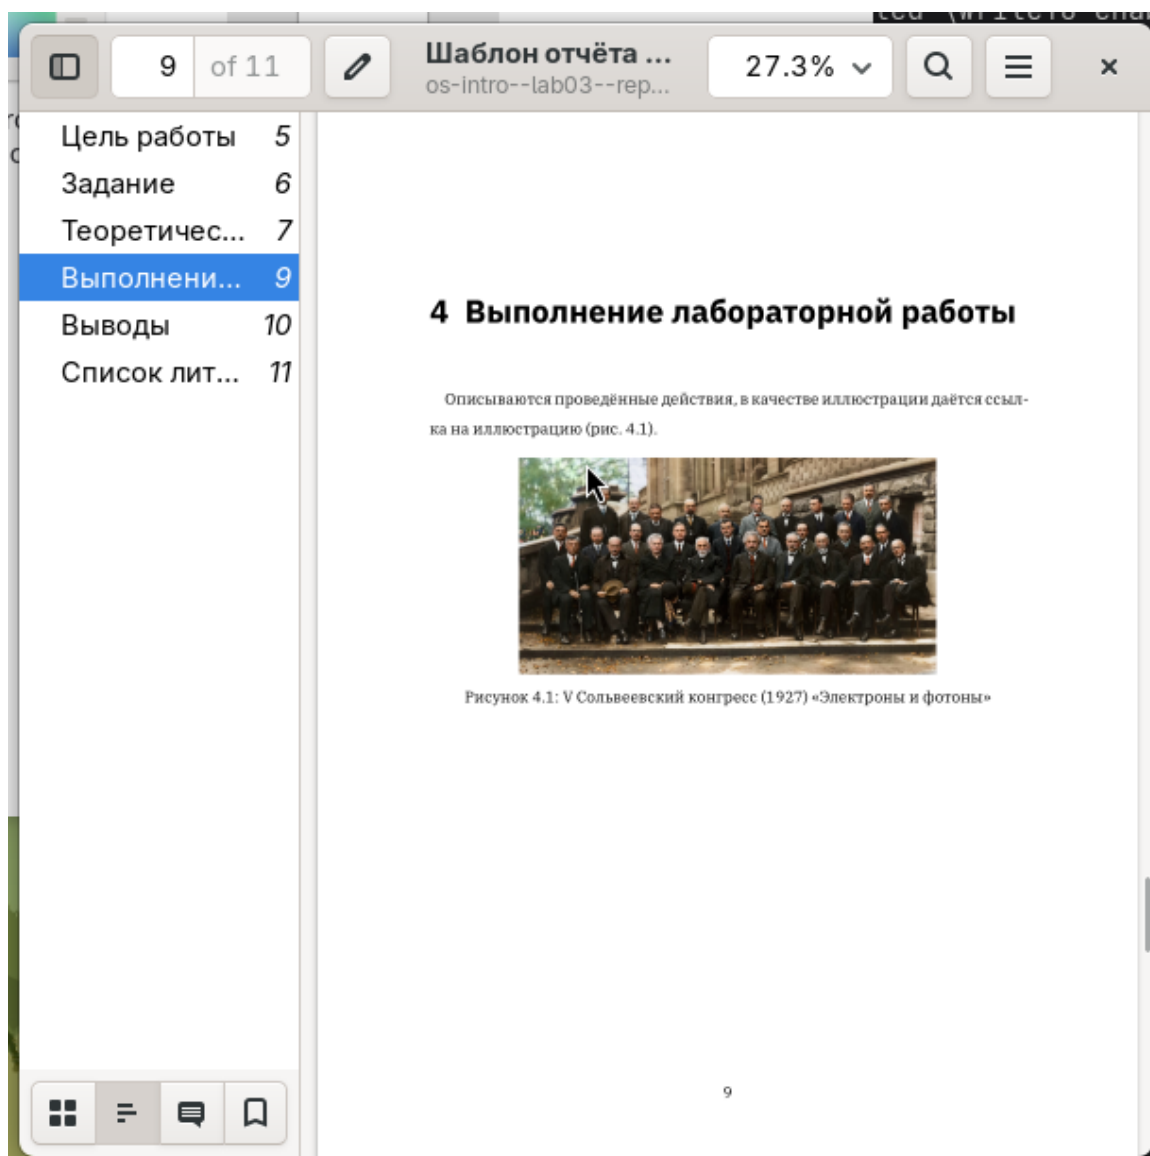 9 of 11
Шаблон отчёта ...
os-intro--lab03--rep...
27.3%
Цель работы 5
Задание 6
Теоретичес... 7
Выполнени... 9
Выводы 10
Список лит... 11
4 Выполнение лабораторной работы
Описываются проведённые действия, в качестве иллюстрации даётся ссыл-
ка на иллюстрацию (рис. 4.1).
Рисунок 4.1: V Сольвеевский конгресс (1927) «Электроны и фотоны»
9